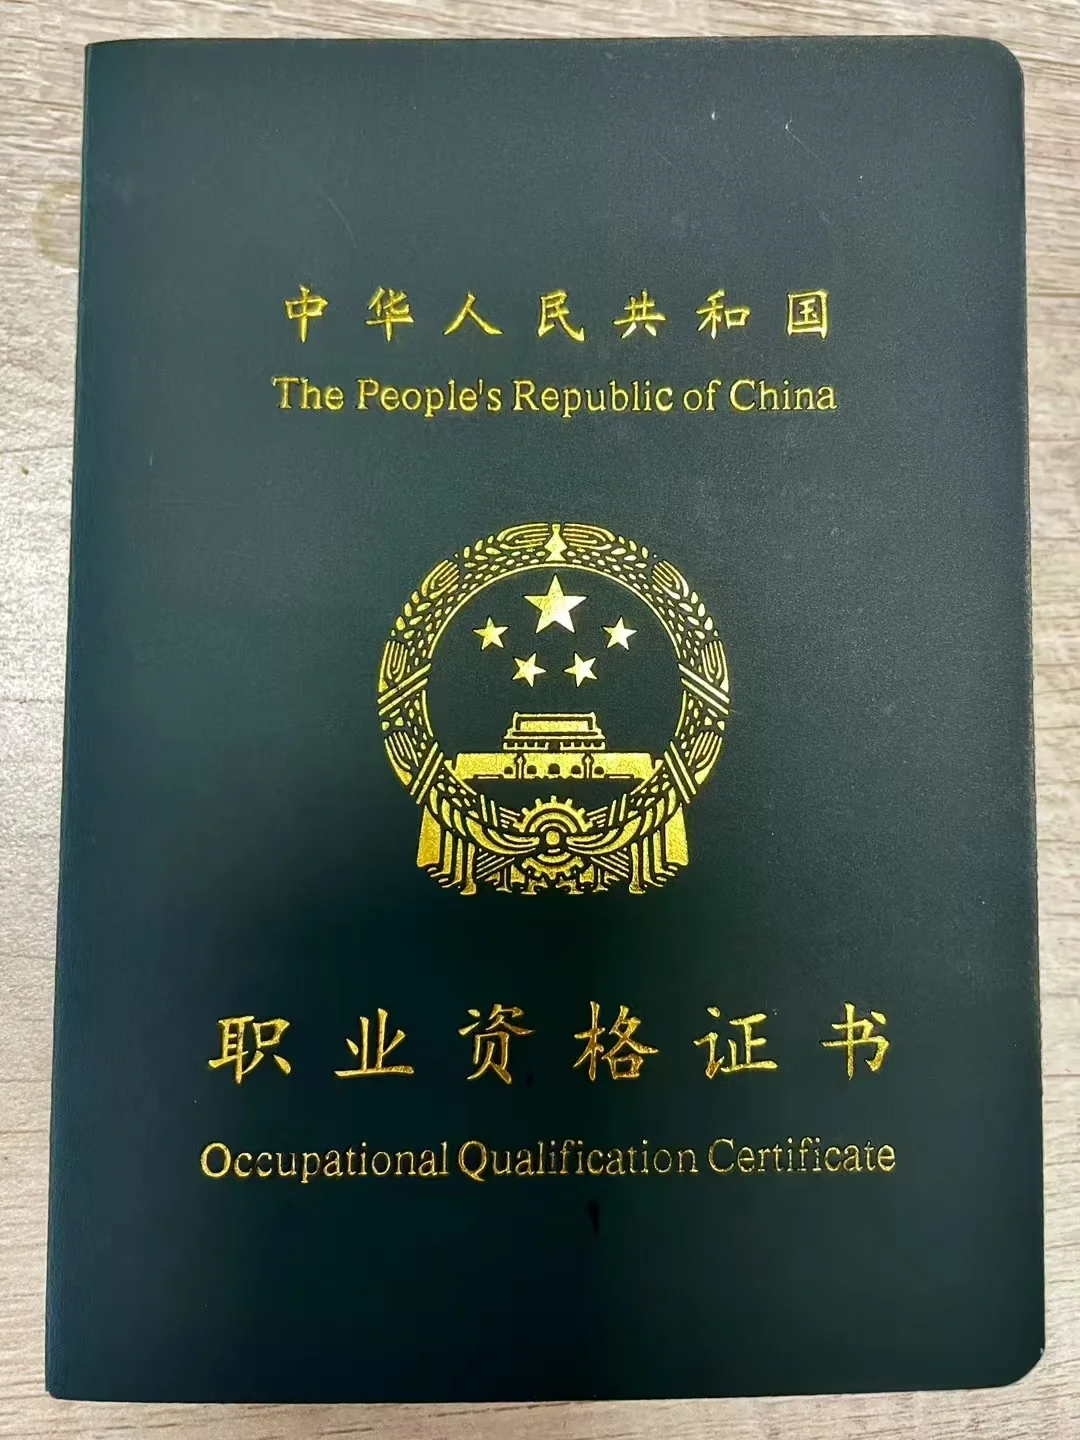 中华人民共和国
The People's Republic of China
职业资格证书
Occupational Qualification Certificate